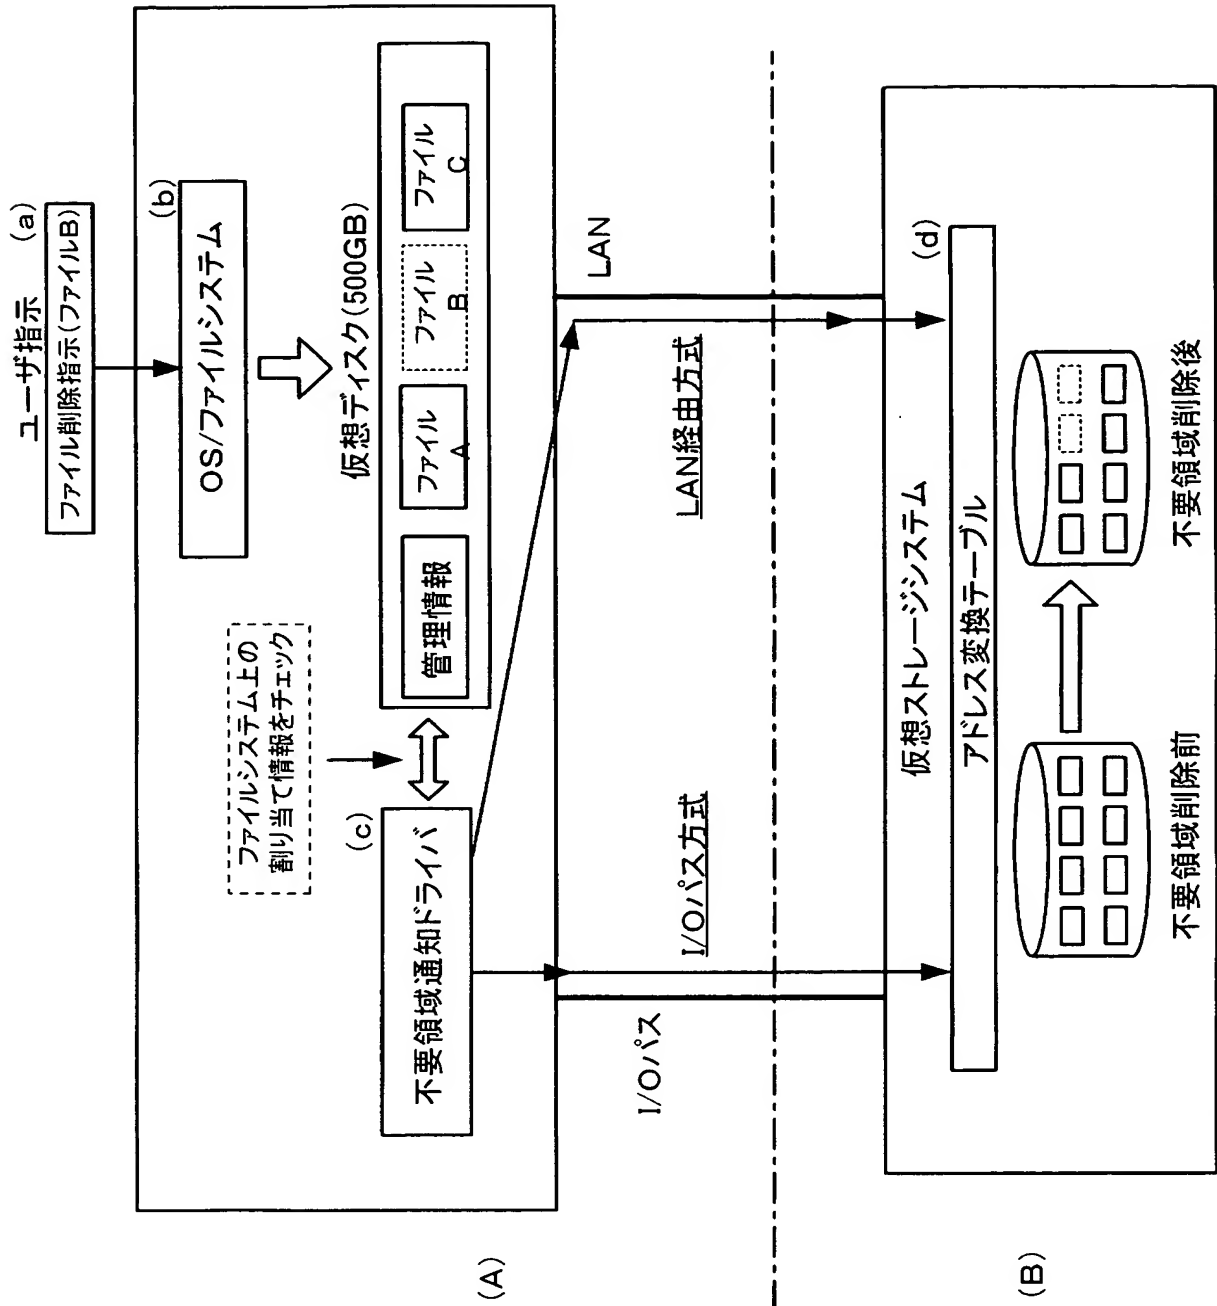 ユーザ指示
(a)
ファイル削除指示(ファイルB)
(b)
OS/ファイルシステム
仮想ディスク(500GB)
管理情報
ファイル
A
ファイル
B
ファイル
C
ファイルシステム上の
割り当て情報をチェック
(c)
不要領域通知ドライバ
(A)
I/Oパス
I/Oパス方式
LAN経由方式
LAN
(B)
仮想ストレージシステム
(d)
アドレス変換テーブル
不要領域削除前
不要領域削除後